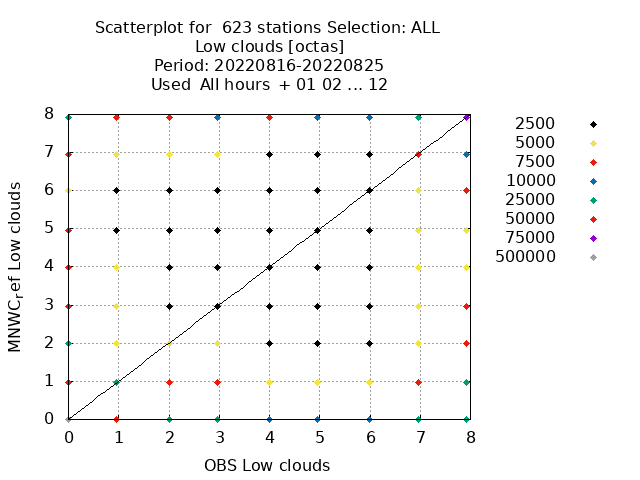 Scatterplot for  623 stations Selection: ALL
Low clouds [octas]
Period: 20220816-20220825
Used  All hours  + 01 02 ... 12
8
7
6
5
4
3
2
1
0
0 1 2 3 4 5 6 7 8
MNWC_ref Low clouds
OBS Low clouds
2500
5000
7500
10000
25000
50000
75000
500000